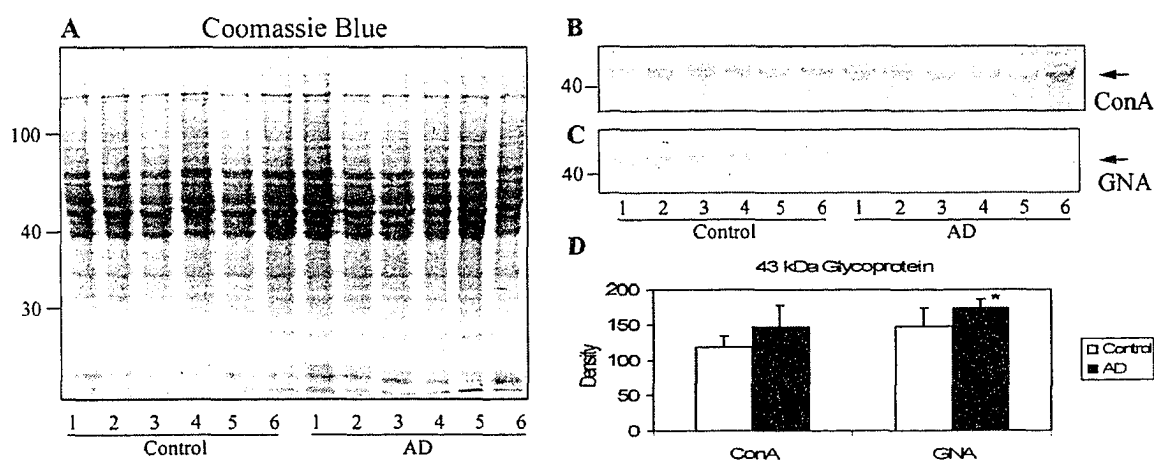 A
Coomassie Blue
100
40
30
1 2 3 4 5 6 1 2 3 4 5 6
Control AD
B
40
ConA
C
40
GNA
1 2 3 4 5 6 1 2 3 4 5 6
Control AD
D
43 kDa Glycoprotein
200
150
100
50
0
Density
*
ConA GNA
Control
AD